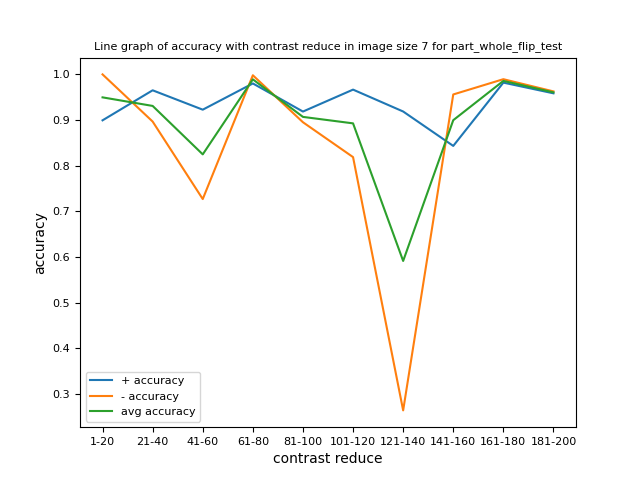 Line graph of accuracy with contrast reduce in image size 7 for part_whole_flip_test
accuracy
1.0
0.9
0.8
0.7
0.6
0.5
0.4
0.3
+ accuracy
- accuracy
avg accuracy
1-20 21-40 41-60 61-80 81-100 101-120 121-140 141-160 161-180 181-200
contrast reduce